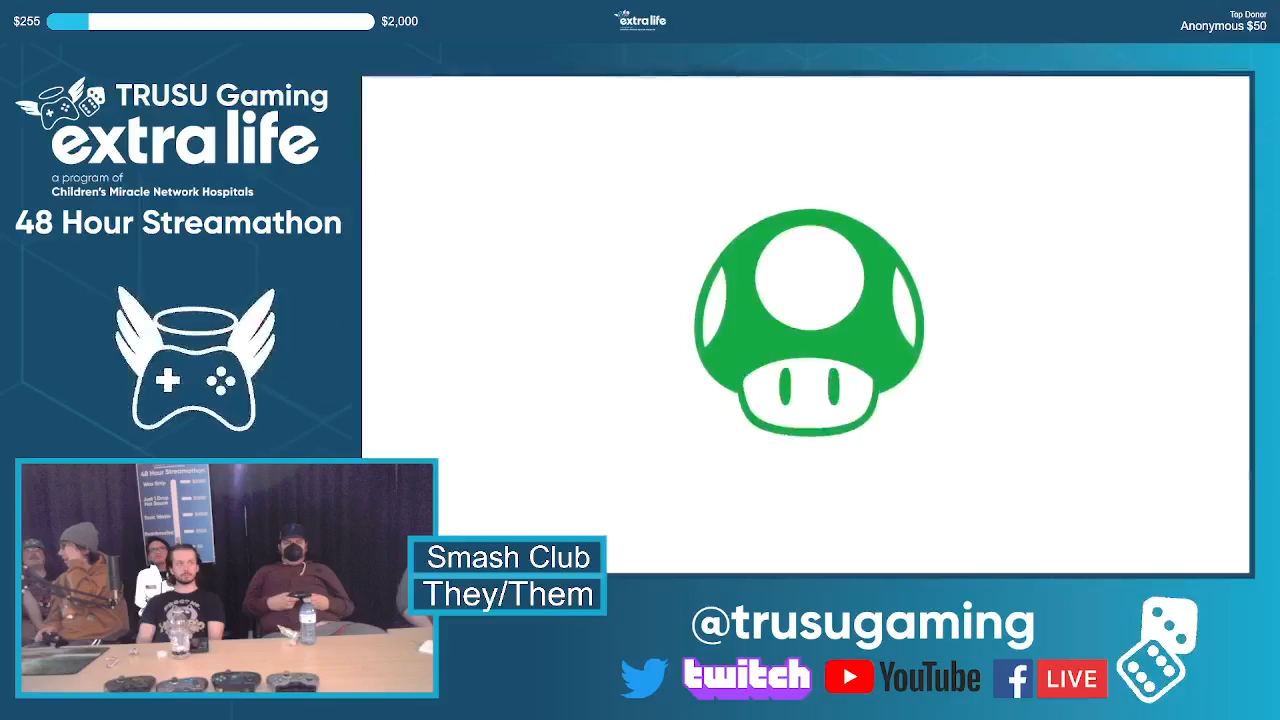 $255
$2,000
extra life
Top Donor
Anonymous $50
TRUSU Gaming
extra life
a program of
Children's Miracle Network Hospitals
48 Hour Streamathon
48 Hour Streamathon
Smash Club
They/Them
@trusugaming
twitch
YouTube
f LIVE